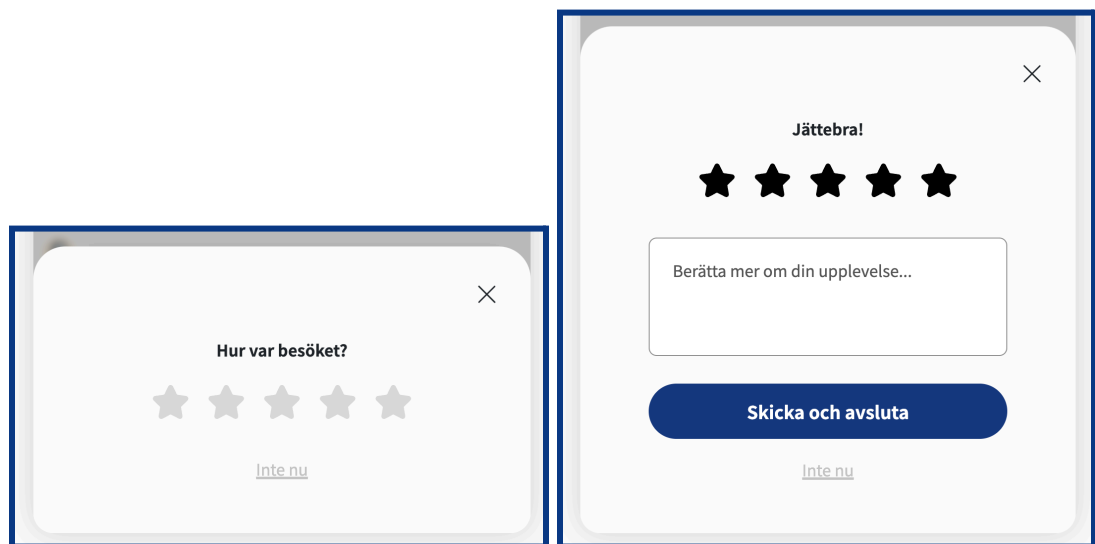 Hur var besöket?
Inte nu
Jättebra!
Berätta mer om din upplevelse...
Skicka och avsluta
Inte nu